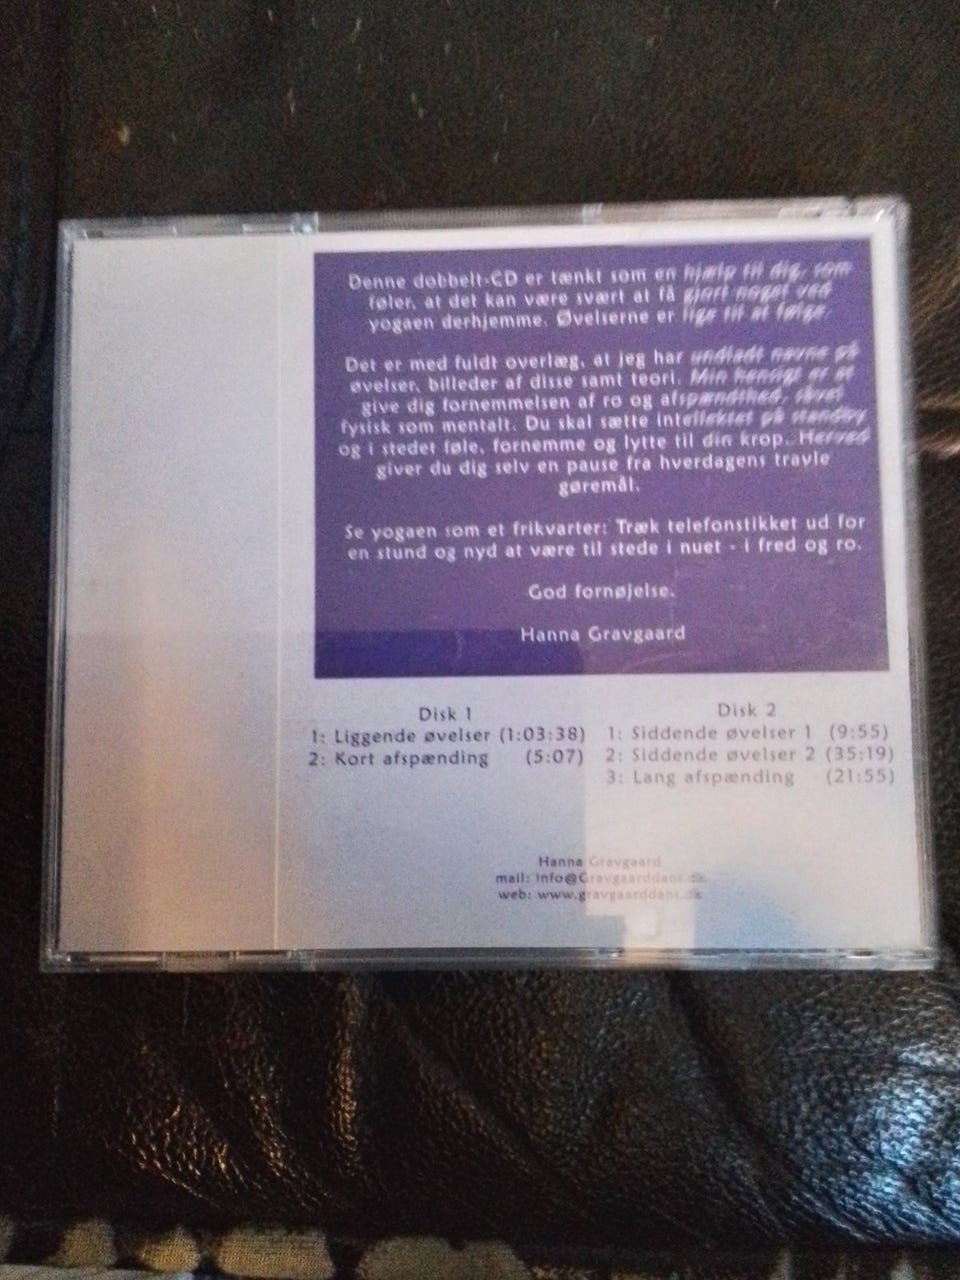 Denne dobbelt-CD er tænkt som en hjælp til dig, som
føler, at det kan være svært at få gjort noget ved
yogaen derhjemme. Øvelserne er lige til at følge.
Det er med fuldt overlæg, at jeg har undladt navne på
øvelser, billeder af disse samt teori. Min hensigt er at
give dig fornemmelsen af ro og afspændthed, såvel
fysisk som mentalt. Du skal sætte intellektet på standby
og i stedet føle, fornemme og lytte til din krop. Herved
giver du dig selv en pause fra hverdagens travle
gøremål.
Se yogaen som et frikvarter: Træk telefonstikket ud for
en stund og nyd at være til stede i nuet - i fred og ro.
God fornøjelse.
Hanna Gravgaard
Disk 1
1: Liggende øvelser (1:03:38)
2: Kort afspænding (5:07)
Disk 2
1: Siddende øvelser 1 (9:55)
2: Siddende øvelser 2 (35:19)
3: Lang afspænding (21:55)
Hanna Gravgaard
mail: info@Gravgaarddans.dk
web: www.gravgaarddans.dk